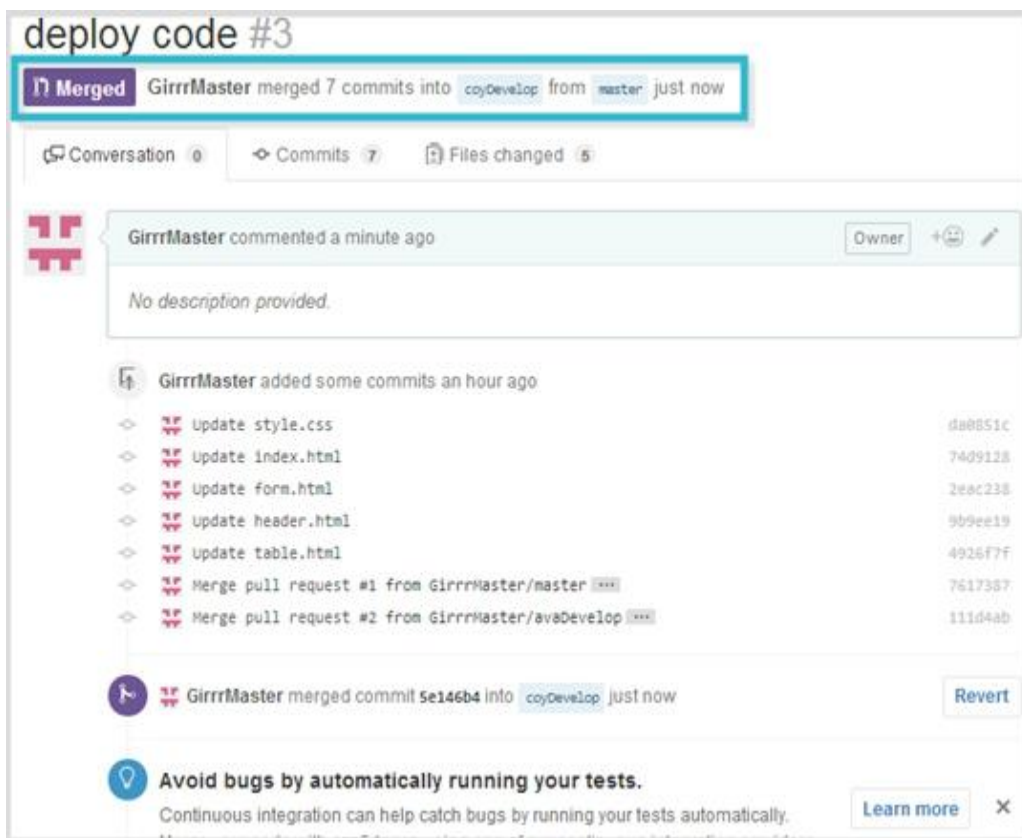 deploy code #3
Merged GirrrMaster merged 7 commits into coyDevelop from master just now
Conversation 0 Commits 7 Files changed 5
GirrrMaster commented a minute ago Owner
No description provided.
GirrrMaster added some commits an hour ago
Update style.css da0851c
Update index.html 74d9128
Update form.html 2eac238
Update header.html 9b9ee19
Update table.html 4926f7f
Merge pull request #1 from GirrrMaster/master ... 7617387
Merge pull request #2 from GirrrMaster/avaDevelop ... 111d4ab
GirrrMaster merged commit 5e146b4 into coyDevelop just now Revert
Avoid bugs by automatically running your tests.
Continuous integration can help catch bugs by running your tests automatically.
Learn more